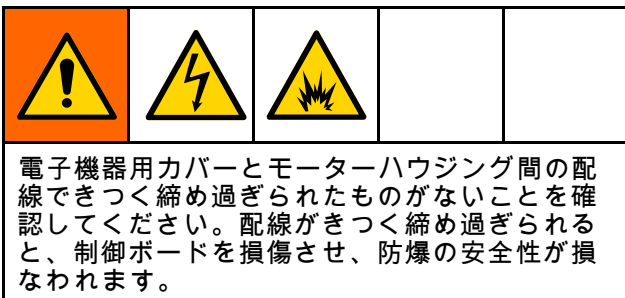 電子機器用カバーとモーターハウジング間の配
線できつく締め過ぎられたものがないことを確
認してください。配線がきつく締め過ぎられる
と、制御ボードを損傷させ、防爆の安全性が損
なわれます。